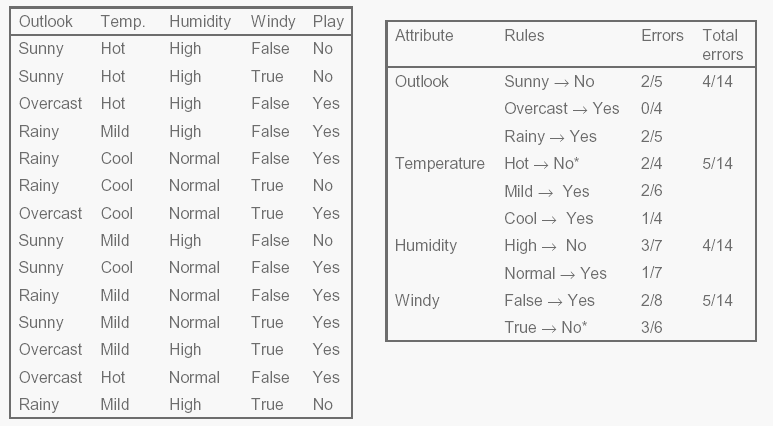 Outlook Temp. Humidity Windy Play
Sunny Hot High False No
Sunny Hot High True No
Overcast Hot High False Yes
Rainy Mild High False Yes
Rainy Cool Normal False Yes
Rainy Cool Normal True No
Overcast Cool Normal True Yes
Sunny Mild High False No
Sunny Cool Normal False Yes
Rainy Mild Normal False Yes
Sunny Mild Normal True Yes
Overcast Mild High True Yes
Overcast Hot Normal False Yes
Rainy Mild High True No
Attribute Rules Errors Total errors
Outlook Sunny → No 2/5 4/14
Overcast → Yes 0/4
Rainy → Yes 2/5
Temperature Hot → No* 2/4 5/14
Mild → Yes 2/6
Cool → Yes 1/4
Humidity High → No 3/7 4/14
Normal → Yes 1/7
Windy False → Yes 2/8 5/14
True → No* 3/6